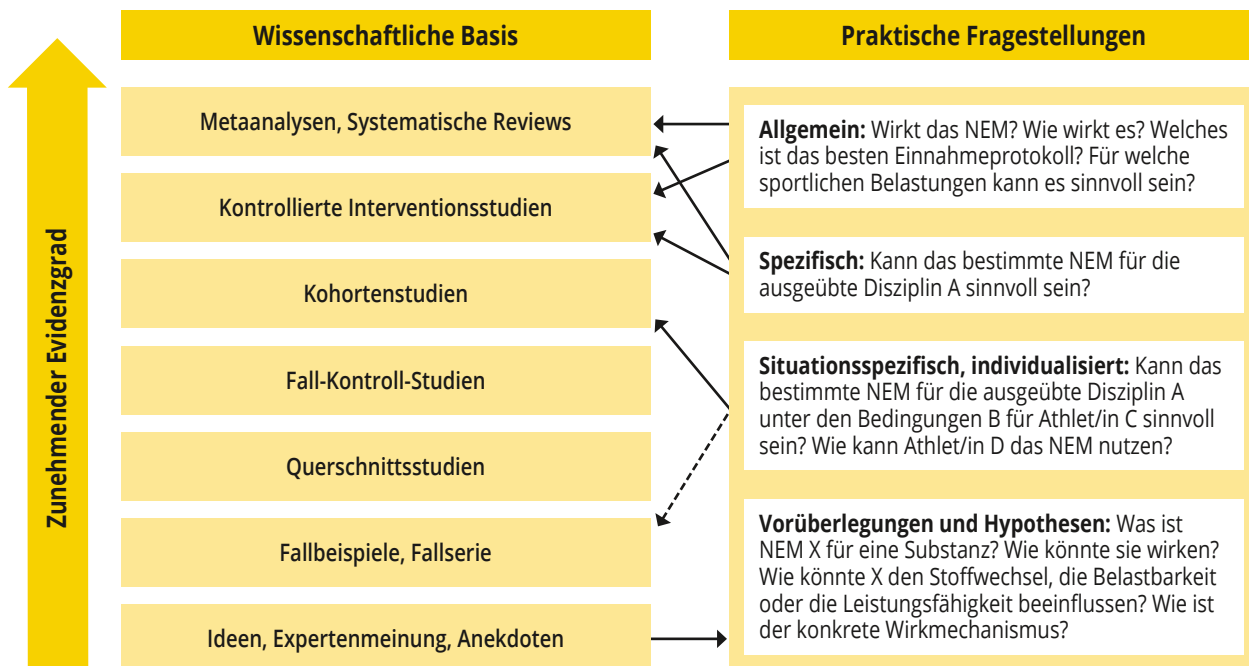 Wissenschaftliche Basis
Praktische Fragestellungen
Zunehmender Evidenzgrad
Metaanalysen, Systematische Reviews
Kontrollierte Interventionsstudien
Kohortenstudien
Fall-Kontroll-Studien
Querschnittsstudien
Fallbeispiele, Fallserie
Ideen, Expertenmeinung, Anekdoten
Allgemein: Wirkt das NEM? Wie wirkt es? Welches
ist das besten Einnahmeprotokoll? Für welche
sportlichen Belastungen kann es sinnvoll sein?
Spezifisch: Kann das bestimmte NEM für die
ausgeübte Disziplin A sinnvoll sein?
Situationsspezifisch, individualisiert: Kann das
bestimmte NEM für die ausgeübte Disziplin A
unter den Bedingungen B für Athlet/in C sinnvoll
sein? Wie kann Athlet/in D das NEM nutzen?
Vorüberlegungen und Hypothesen: Was ist
NEM X für eine Substanz? Wie könnte sie wirken?
Wie könnte X den Stoffwechsel, die Belastbarkeit
oder die Leistungsfähigkeit beeinflussen? Wie ist
der konkrete Wirkmechanismus?